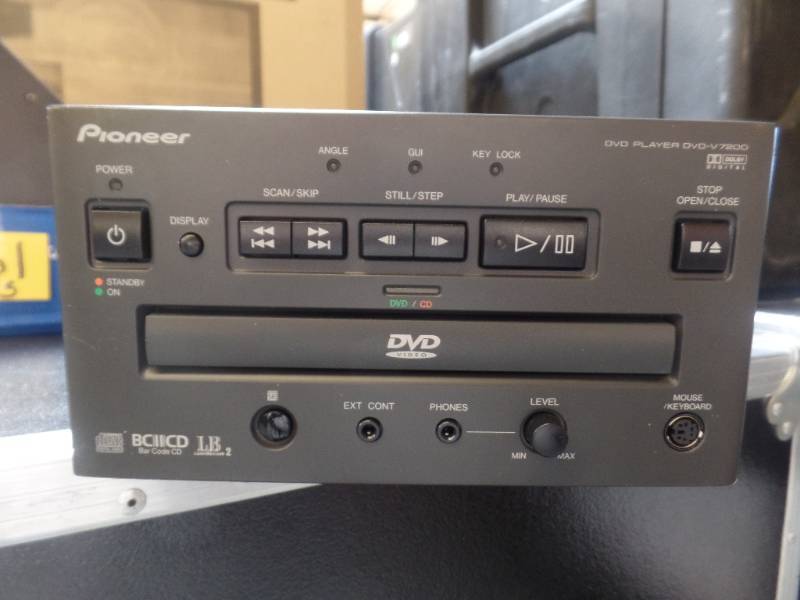 Pioneer
DVD PLAYER DVD-V7200
DOLBY
DIGITAL
ANGLE
GUI
KEY LOCK
POWER
SCAN/SKIP
STILL/STEP
PLAY/PAUSE
STOP
OPEN/CLOSE
DISPLAY
STANDBY
ON
DVD / CD
DVD
VIDEO
EXT CONT
PHONES
LEVEL
MIN
MAX
MOUSE
/KEYBOARD
BCIICD
Bar Code CD
LB
2